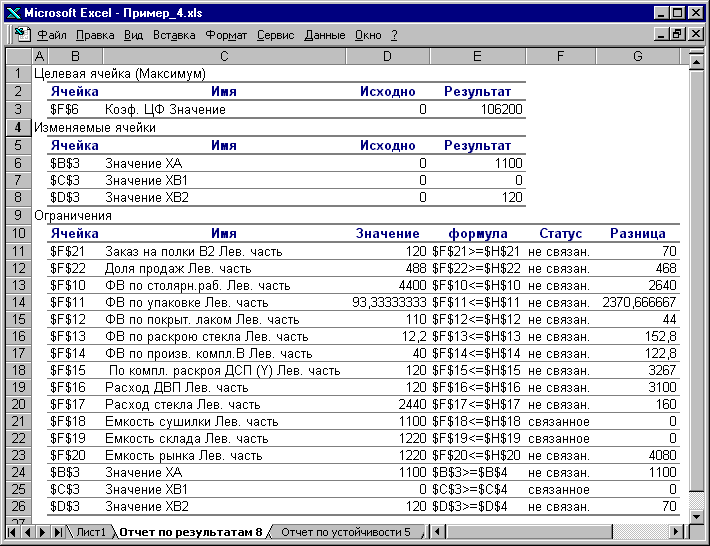 Microsoft Excel - Пример_4.xls
Файл Правка Вид Вставка Формат Сервис Данные Окно ?
A B C D E F G
1 Целевая ячейка (Максимум)
2 Ячейка Имя Исходно Результат
3 $F$6 Коэф. ЦФ Значение 0 106200
4 Изменяемые ячейки
5 Ячейка Имя Исходно Результат
6 $B$3 Значение XA 0 1100
7 $C$3 Значение XB1 0 0
8 $D$3 Значение XB2 0 120
9 Ограничения
10 Ячейка Имя Значение формула Статус Разница
11 $F$21 Заказ на полки B2 Лев. часть 120 $F$21>=$H$21 не связан. 70
12 $F$22 Доля продаж Лев. часть 488 $F$22>=$H$22 не связан. 468
13 $F$10 ФВ по столярн.раб. Лев. часть 4400 $F$10<=$H$10 не связан. 2640
14 $F$11 ФВ по упаковке Лев. часть 93,33333333 $F$11<=$H$11 не связан. 2370,666667
15 $F$12 ФВ по покрыт. лаком Лев. часть 110 $F$12<=$H$12 не связан. 44
16 $F$13 ФВ по раскрою стекла Лев. часть 12,2 $F$13<=$H$13 не связан. 152,8
17 $F$14 ФВ по произв. компл.В Лев. часть 40 $F$14<=$H$14 не связан. 122,8
18 $F$15 По компл. раскроя ДСП (Y) Лев. часть 120 $F$15<=$H$15 не связан. 3267
19 $F$16 Расход ДВП Лев. часть 120 $F$16<=$H$16 не связан. 3100
20 $F$17 Расход стекла Лев. часть 2440 $F$17<=$H$17 не связан. 160
21 $F$18 Емкость сушилки Лев. часть 1100 $F$18<=$H$18 связанное 0
22 $F$19 Емкость склада Лев. часть 1220 $F$19<=$H$19 связанное 0
23 $F$20 Емкость рынка Лев. часть 1220 $F$20<=$H$20 не связан. 4080
24 $B$3 Значение XA 1100 $B$3>=$B$4 не связан. 1100
25 $C$3 Значение XB1 0 $C$3>=$C$4 связанное 0
26 $D$3 Значение XB2 120 $D$3>=$D$4 не связан. 70
27
Лист1 Отчет по результатам 8 Отчет по устойчивости 5